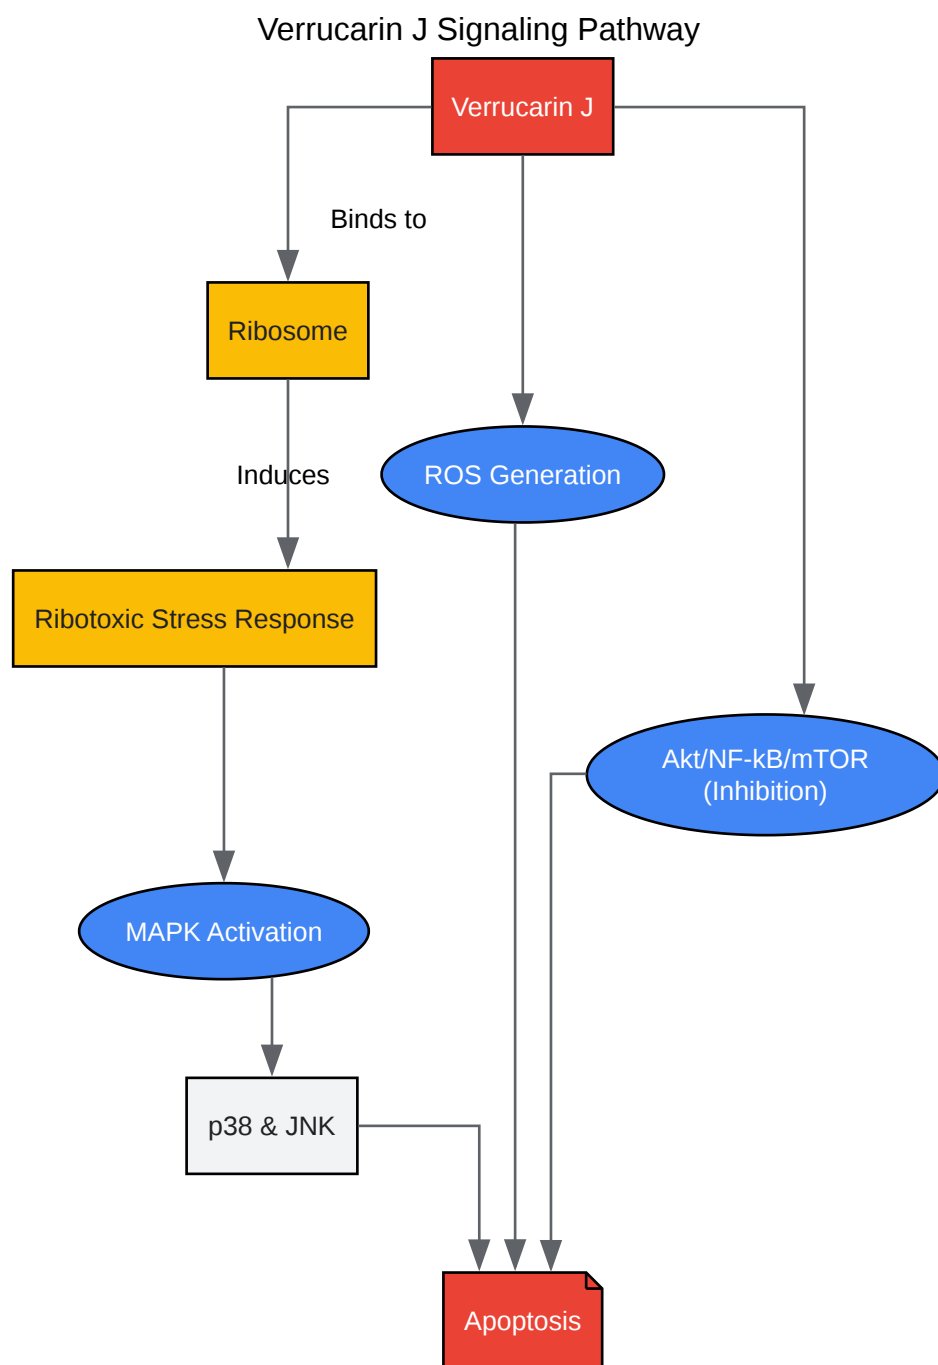 Verrucarin J Signaling Pathway
Verrucarin J
Binds to
Ribosome
Induces
ROS Generation
Ribotoxic Stress Response
Akt/NF-kB/mTOR
(Inhibition)
MAPK Activation
p38 & JNK
Apoptosis